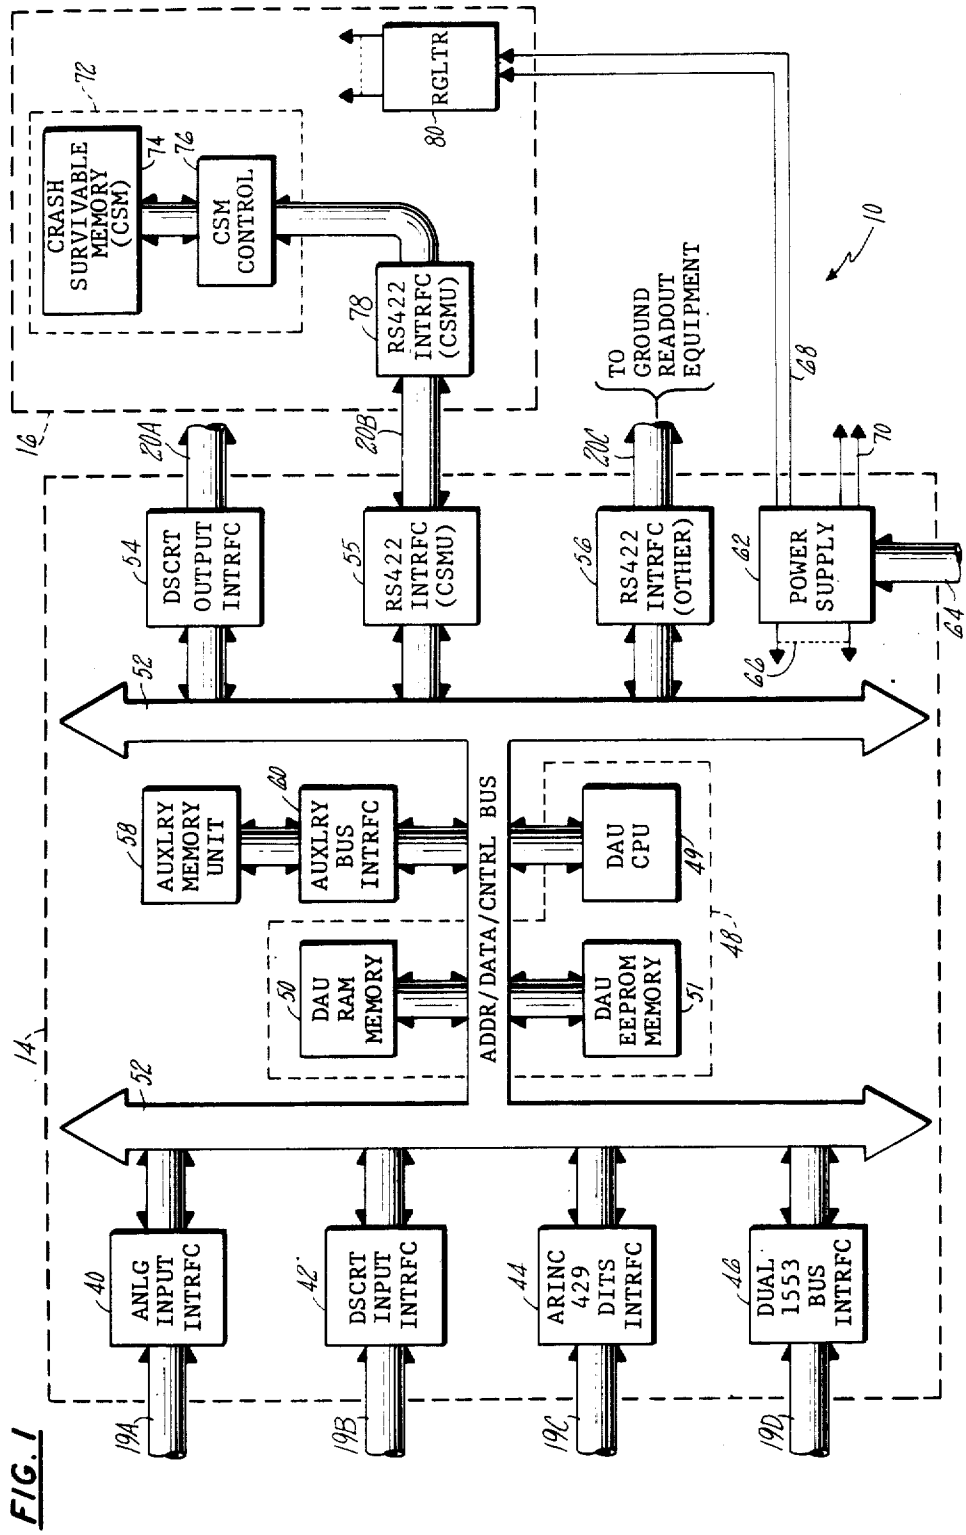 FIG. 1
10
14
19A
40
ANLG
INPUT
INTRFC
19B
42
DSCRT
INPUT
INTRFC
19C
44
ARINC
429
DITS
INTRFC
19D
46
DUAL
1553
BUS
INTRFC
52
ADDR/DATA/CNTRL BUS
50
DAU
RAM
MEMORY
51
DAU
EEPROM
MEMORY
48
49
DAU
CPU
58
AUXLRY
MEMORY
UNIT
60
AUXLRY
BUS
INTRFC
52
54
DSCRT
OUTPUT
INTRFC
20A
55
RS422
INTRFC
(CSMU)
20B
56
RS422
INTRFC
(OTHER)
20C
TO
GROUND
READOUT
EQUIPMENT
62
POWER
SUPPLY
64
66
68
70
16
72
CRASH
SURVIVABLE
MEMORY
(CSM)
74
76
CSM
CONTROL
78
RS422
INTRFC
(CSMU)
RGLTR
80